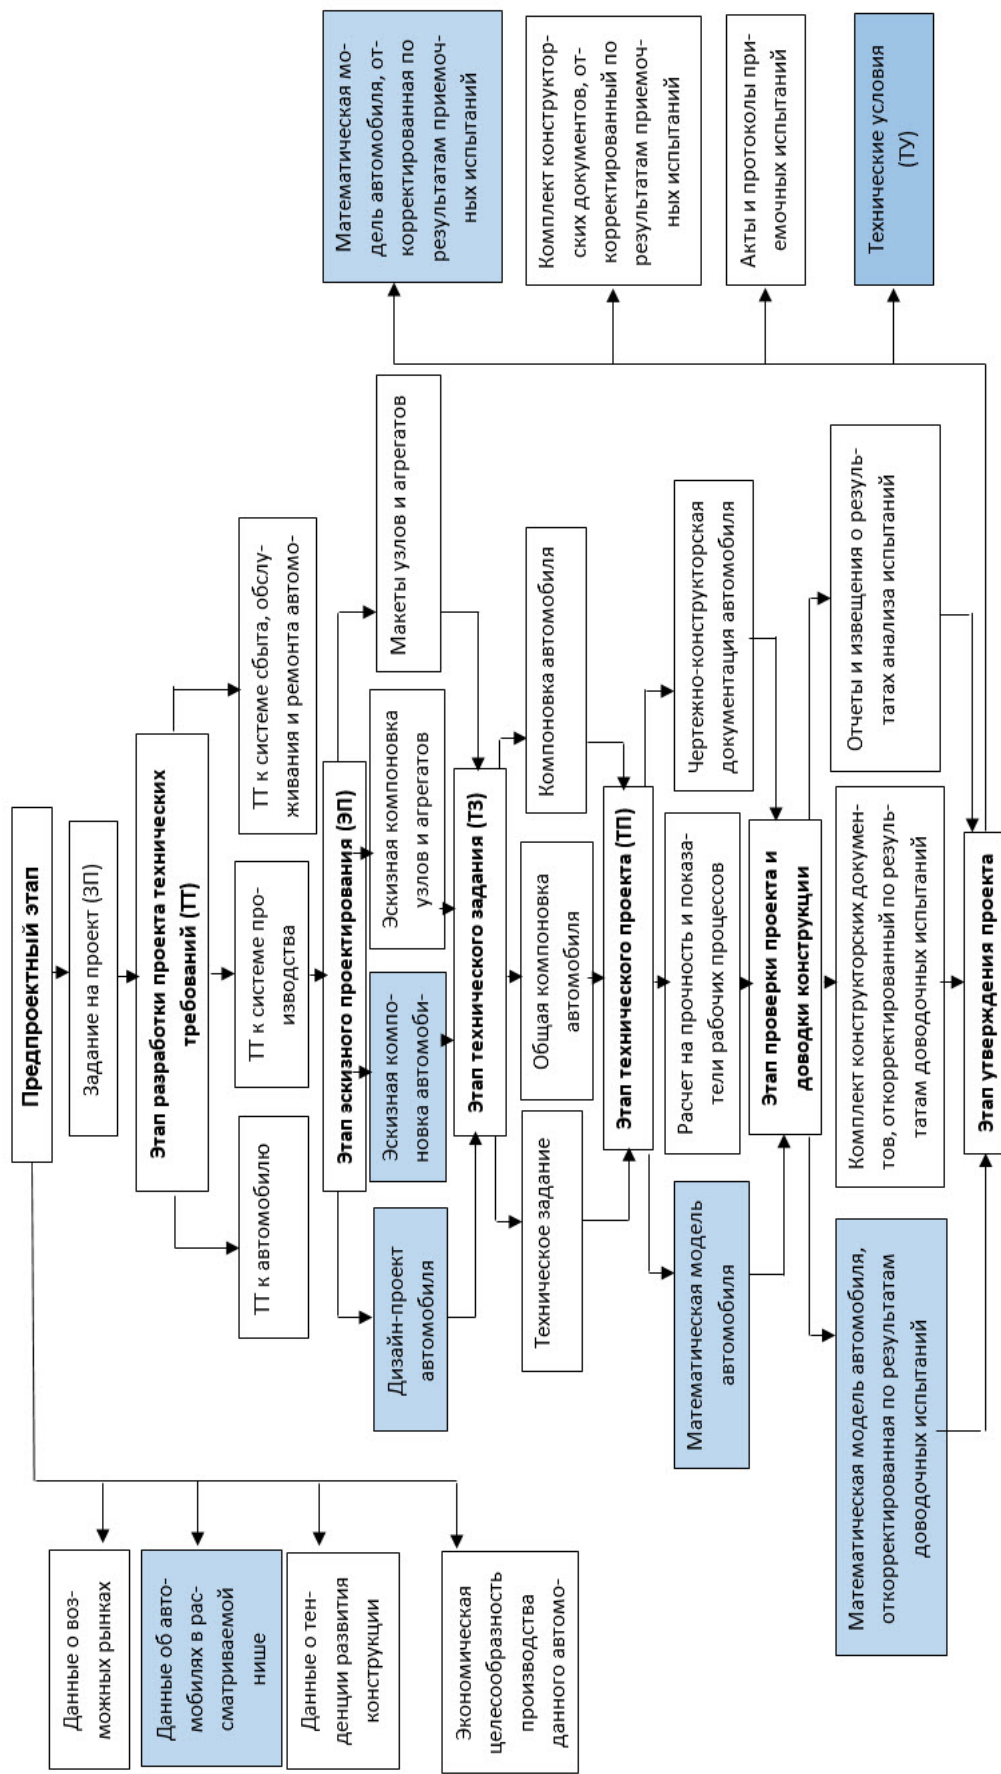 Предпроектный этап
Данные о воз-
можных рынках
Данные об авто-
мобилях в рас-
сматриваемой
нише
Данные о тен-
денции развития
конструкции
Экономическая
целесообразность
производства
данного автомо-
Задание на проект (ЗП)
Этап разработки проекта технических
требований (ТТ)
ТТ к автомобилю
ТТ к системе про-
изводства
ТТ к системе сбыта, обслу-
живания и ремонта автомо-
Этап эскизного проектирования (ЭП)
Дизайн-проект
автомобиля
Эскизная компо-
новка автомоби-
Эскизная компоновка
узлов и агрегатов
Макеты узлов и агрегатов
Этап технического задания (ТЗ)
Техническое задание
Общая компоновка
автомобиля
Компоновка автомобиля
Этап технического проекта (ТП)
Математическая модель
автомобиля
Расчет на прочность и показа-
тели рабочих процессов
Чертежно-конструкторская
документация автомобиля
Этап проверки проекта и
доводки конструкции
Математическая модель автомобиля,
откорректированная по результатам
доводочных испытаний
Комплект конструкторских докумен-
тов, откорректированный по резуль-
татам доводочных испытаний
Отчеты и извещения о резуль-
татах анализа испытаний
Этап утверждения проекта
Математическая мо-
дель автомобиля, от-
корректированная по
результатам приемоч-
ных испытаний
Комплект конструктор-
ских документов, от-
корректированный по
результатам приемоч-
ных испытаний
Акты и протоколы при-
емочных испытаний
Технические условия
(ТУ)